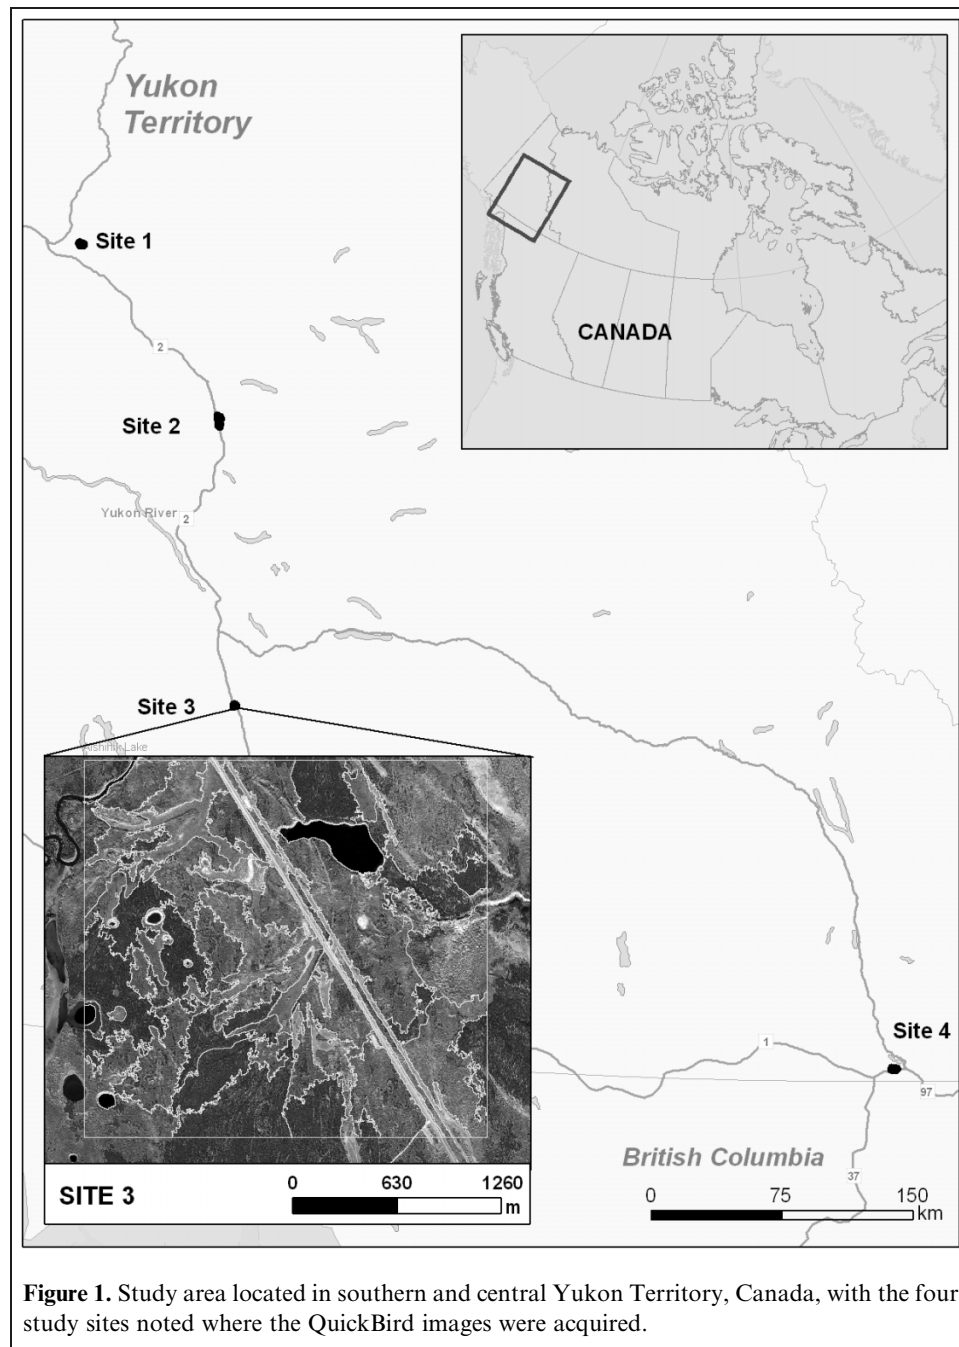 Yukon
Territory
Site 1
CANADA
2
Site 2
Yukon River
2
Site 3
Aishihik Lake
Site 4
1
97
British Columbia
37
SITE 3
0 630 1260
m
0 75 150
km
Figure 1. Study area located in southern and central Yukon Territory, Canada, with the four
study sites noted where the QuickBird images were acquired.